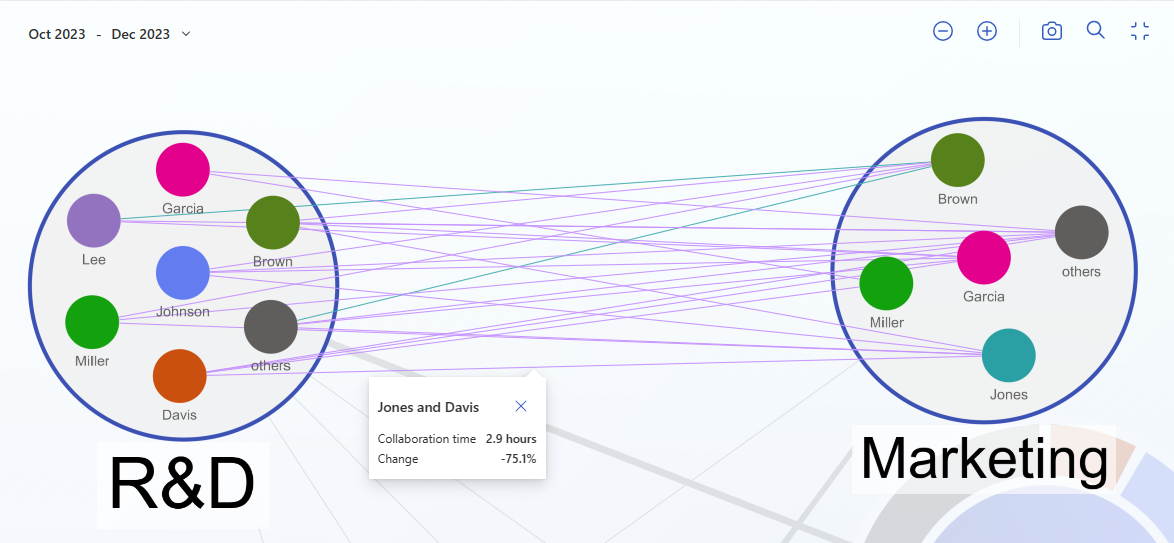 Oct 2023 - Dec 2023
Garcia
Lee
Brown
Johnson
Miller
others
Davis
R&D
Brown
others
Garcia
Miller
Jones
Marketing
Jones and Davis
Collaboration time 2.9 hours
Change -75.1%